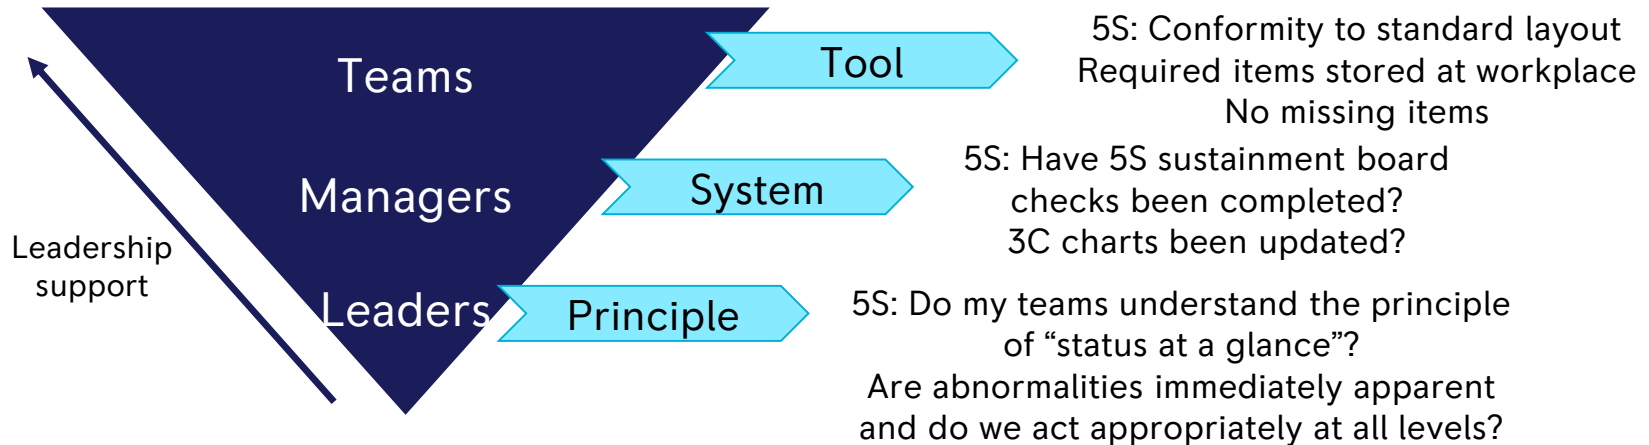 Teams
Tool
5S: Conformity to standard layout
Required items stored at workplace
No missing items
Managers
System
5S: Have 5S sustainment board
checks been completed?
3C charts been updated?
Leadership
support
Leaders
Principle
5S: Do my teams understand the principle
of “status at a glance”?
Are abnormalities immediately apparent
and do we act appropriately at all levels?